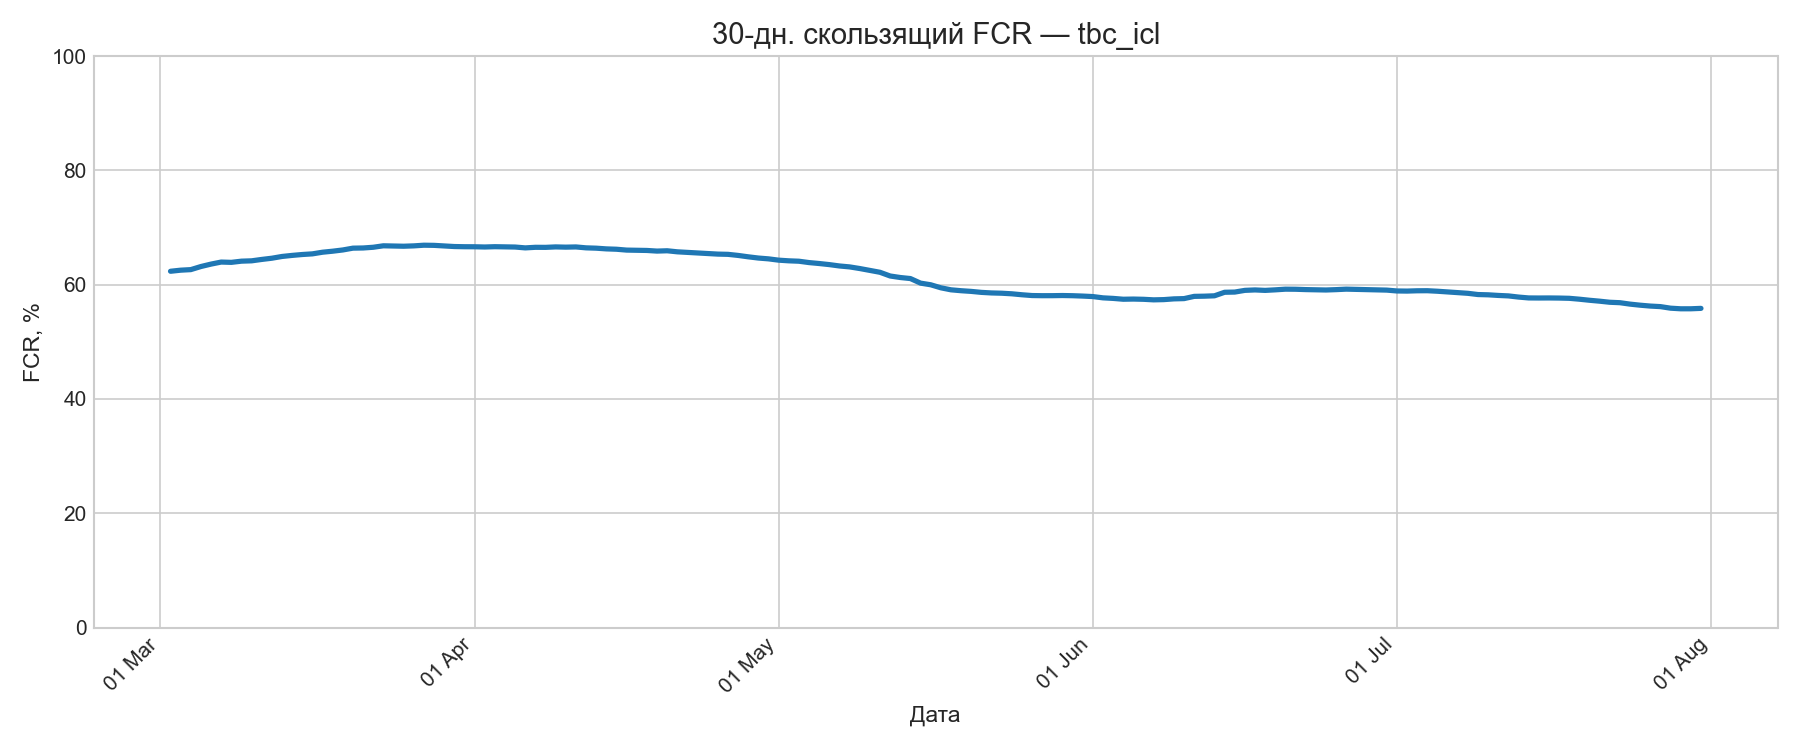 30-дн. скользящий FCR — tbc_icl
100
80
60
40
20
0
FCR, %
01 Mar
01 Apr
01 May
01 Jun
01 Jul
01 Aug
Дата